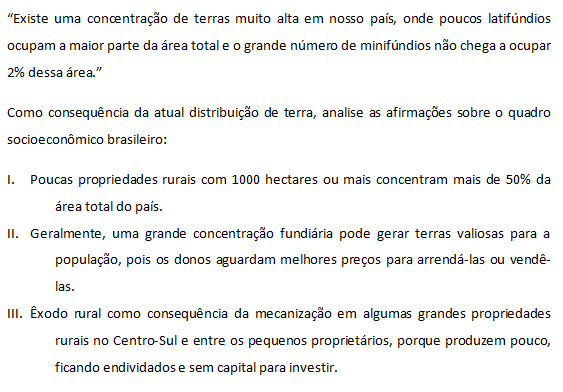 “Existe uma concentração de terras muito alta em nosso país, onde poucos latifúndios
ocupam a maior parte da área total e o grande número de minifúndios não chega a ocupar
2% dessa área.”
Como consequência da atual distribuição de terra, analise as afirmações sobre o quadro
socioeconômico brasileiro:
I. Poucas propriedades rurais com 1000 hectares ou mais concentram mais de 50% da
área total do país.
II. Geralmente, uma grande concentração fundiária pode gerar terras valiosas para a
população, pois os donos aguardam melhores preços para arrendá-las ou vendê-
las.
III. Êxodo rural como consequência da mecanização em algumas grandes propriedades
rurais no Centro-Sul e entre os pequenos proprietários, porque produzem pouco,
ficando endividados e sem capital para investir.